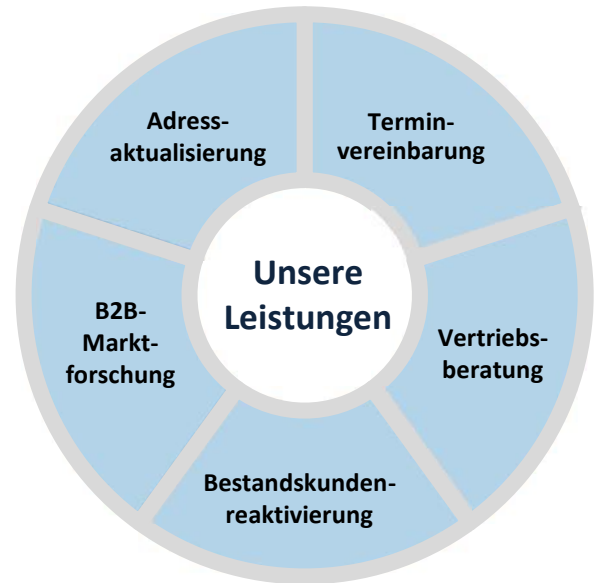 Adress-
aktualisierung
Termin-
vereinbarung
Unsere
Leistungen
B2B-
Markt-
forschung
Vertriebs-
beratung
Bestandskunden-
reaktivierung